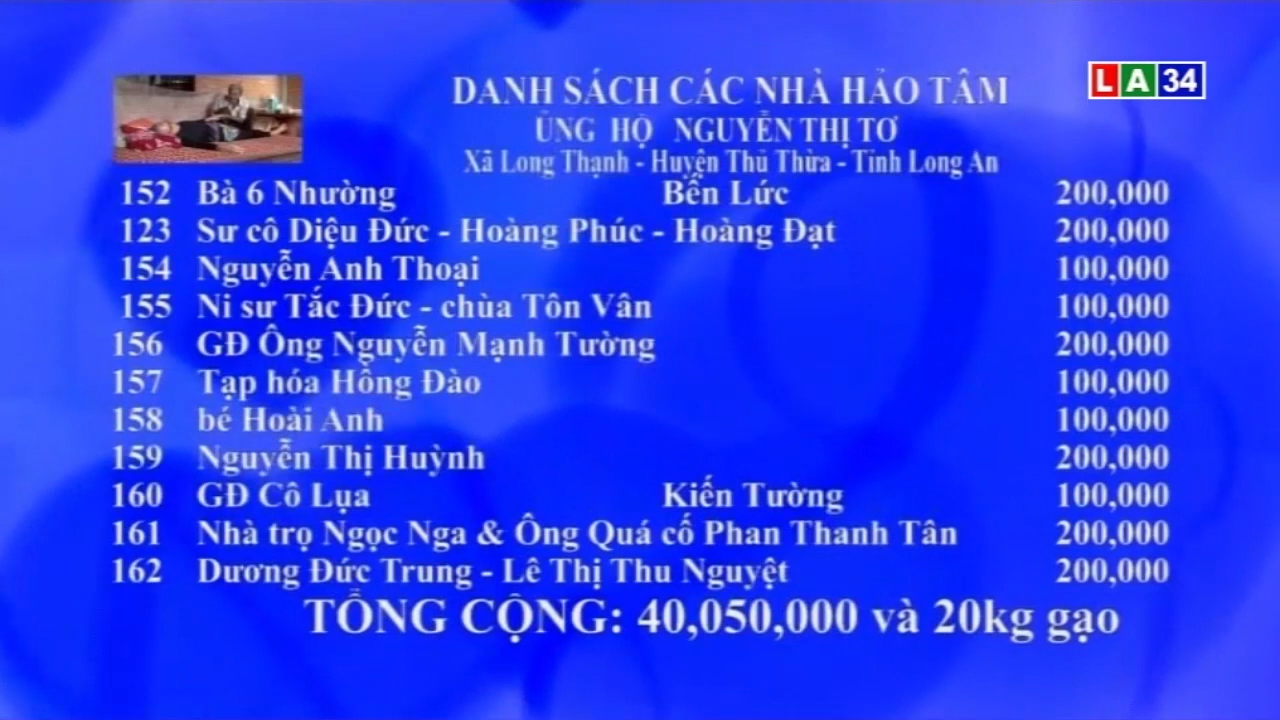 LA34
DANH SÁCH CÁC NHÀ HẢO TÂM
ỦNG HỘ NGUYỄN THỊ TƠ
Xã Long Thạnh - Huyện Thủ Thừa - Tỉnh Long An
152 Bà 6 Nhường Bến Lức 200,000
123 Sư cô Diệu Đức - Hoàng Phúc - Hoàng Đạt 200,000
154 Nguyễn Anh Thoại 100,000
155 Ni sư Tắc Đức - chùa Tôn Vân 100,000
156 GĐ Ông Nguyễn Mạnh Tường 200,000
157 Tạp hóa Hồng Đào 100,000
158 bé Hoài Anh 100,000
159 Nguyễn Thị Huỳnh 200,000
160 GĐ Cô Lụa Kiến Tường 100,000
161 Nhà trọ Ngọc Nga & Ông Quá cố Phan Thanh Tân 200,000
162 Dương Đức Trung - Lê Thị Thu Nguyệt 200,000
TỔNG CỘNG: 40,050,000 và 20kg gạo